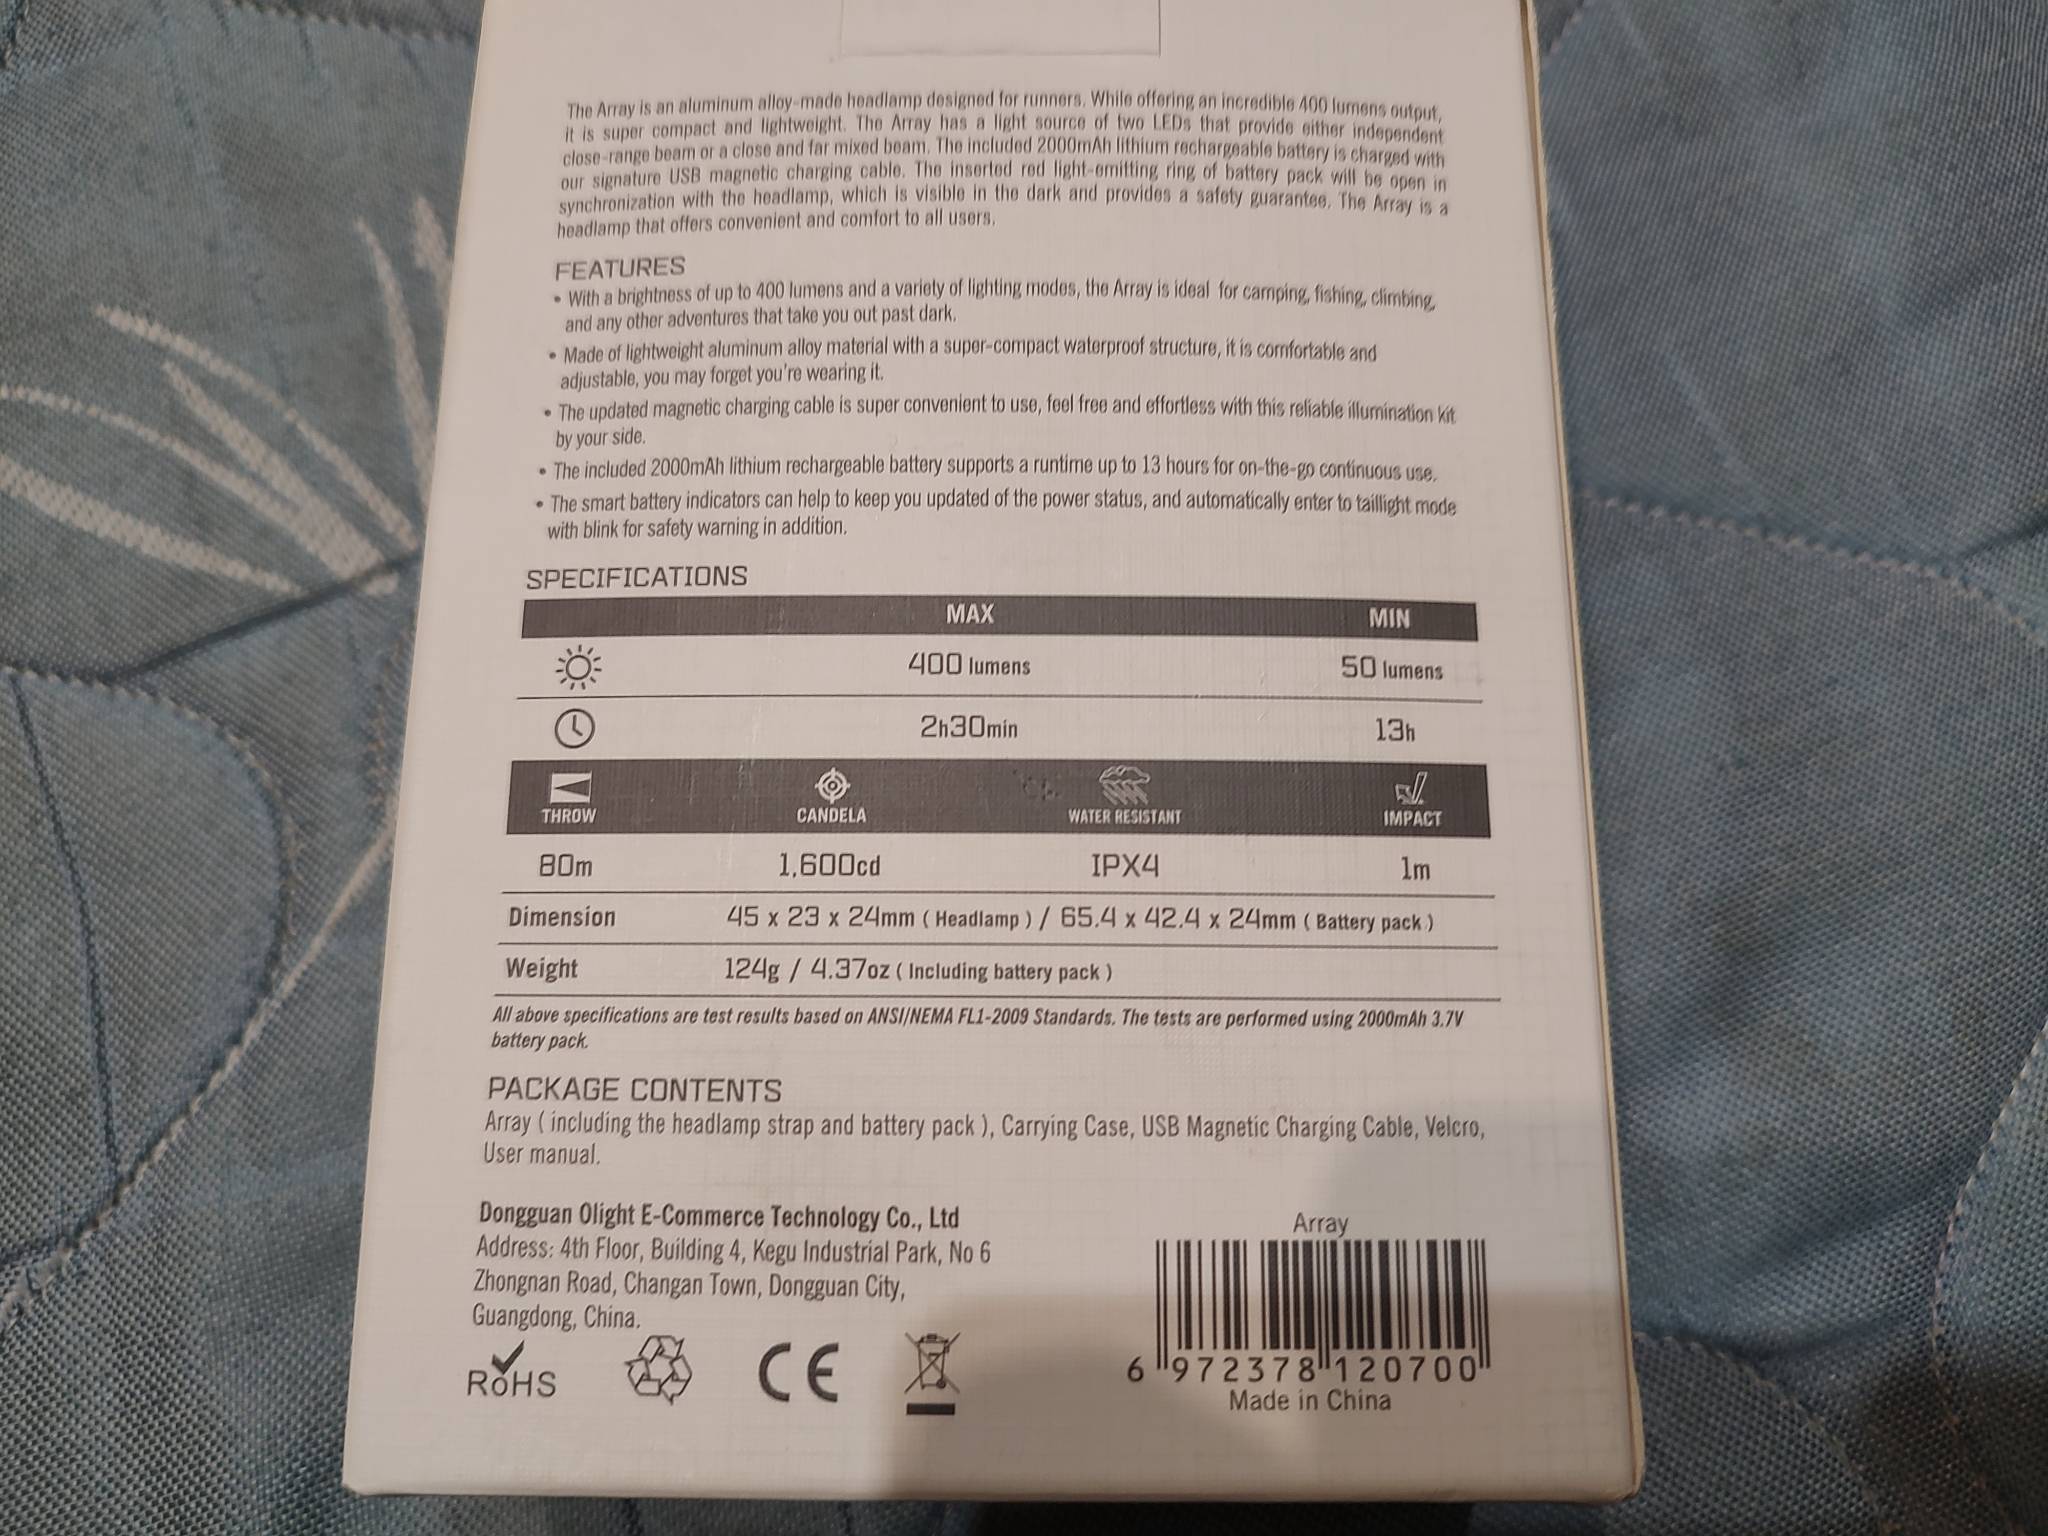 The Array is an aluminum alloy-made headlamp designed for runners. While offering an incredible 400 lumens output,
it is super compact and lightweight. The Array has a light source of two LEDs that provide either independent
close-range beam or a close and far mixed beam. The included 2000mAh lithium rechargeable battery is charged with
our signature USB magnetic charging cable. The inserted red light-emitting ring of battery pack will be open in
synchronization with the headlamp, which is visible in the dark and provides a safety guarantee. The Array is a
headlamp that offers convenient and comfort to all users.
FEATURES
• With a brightness of up to 400 lumens and a variety of lighting modes, the Array is ideal for camping, fishing, climbing,
and any other adventures that take you out past dark.
• Made of lightweight aluminum alloy material with a super-compact waterproof structure, it is comfortable and
adjustable, you may forget you're wearing it.
• The updated magnetic charging cable is super convenient to use, feel free and effortless with this reliable illumination kit
by your side.
• The included 2000mAh lithium rechargeable battery supports a runtime up to 13 hours for on-the-go continuous use.
• The smart battery indicators can help to keep you updated of the power status, and automatically enter to taillight mode
with blink for safety warning in addition.
SPECIFICATIONS
MAX MIN
400 lumens 50 lumens
2h30min 13h
THROW CANDELA WATER RESISTANT IMPACT
80m 1,600cd IPX4 1m
Dimension 45 x 23 x 24mm ( Headlamp ) / 65.4 x 42.4 x 24mm ( Battery pack )
Weight 124g / 4.37oz ( Including battery pack )
All above specifications are test results based on ANSI/NEMA FL1-2009 Standards. The tests are performed using 2000mAh 3.7V
battery pack.
PACKAGE CONTENTS
Array ( including the headlamp strap and battery pack ), Carrying Case, USB Magnetic Charging Cable, Velcro,
User manual.
Dongguan Olight E-Commerce Technology Co., Ltd
Address: 4th Floor, Building 4, Kegu Industrial Park, No 6
Zhongnan Road, Changan Town, Dongguan City,
Guangdong, China.
RoHS
CE
Array
6 972378 120700
Made in China